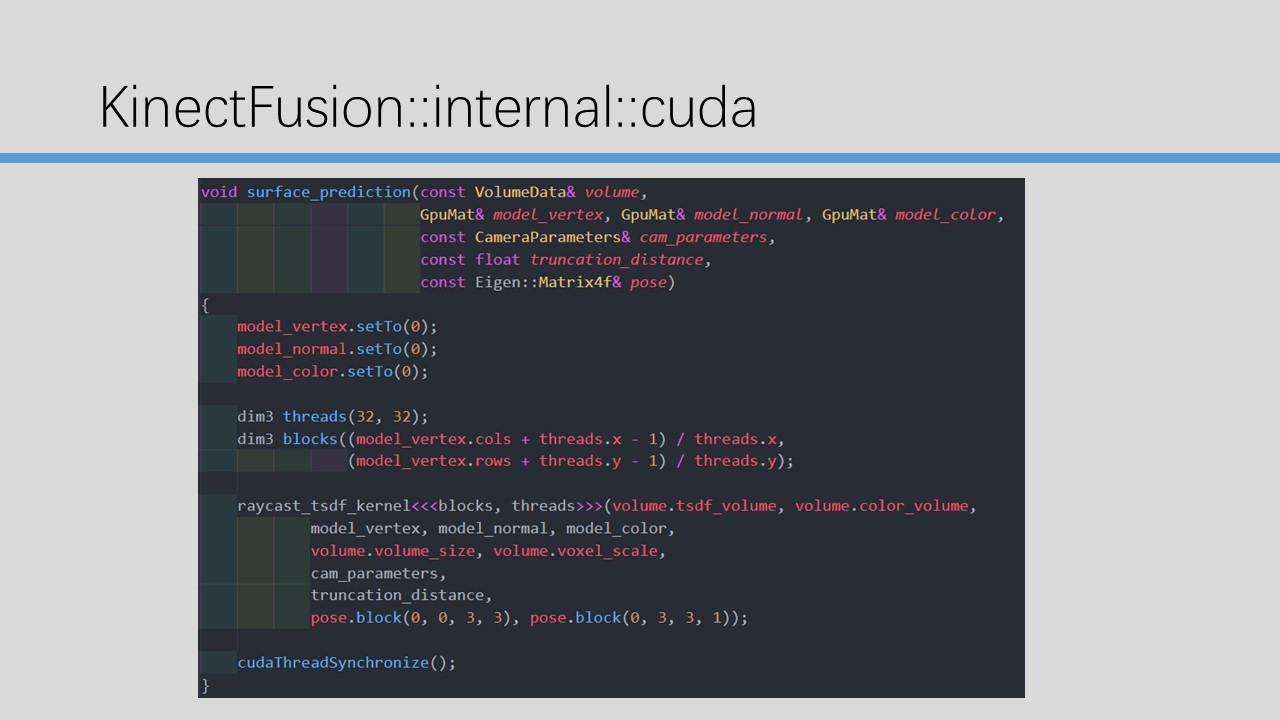 KinectFusion::internal::cuda
void surface_prediction(const VolumeData& volume,
GpuMat& model_vertex, GpuMat& model_normal, GpuMat& model_color,
const CameraParameters& cam_parameters,
const float truncation_distance,
const Eigen::Matrix4f& pose)
{
model_vertex.setTo(0);
model_normal.setTo(0);
model_color.setTo(0);
dim3 threads(32, 32);
dim3 blocks((model_vertex.cols + threads.x - 1) / threads.x,
(model_vertex.rows + threads.y - 1) / threads.y);
raycast_tsdf_kernel<<<blocks, threads>>>(volume.tsdf_volume, volume.color_volume,
model_vertex, model_normal, model_color,
volume.volume_size, volume.voxel_scale,
cam_parameters,
truncation_distance,
pose.block(0, 0, 3, 3), pose.block(0, 3, 3, 1));
cudaThreadSynchronize();
}